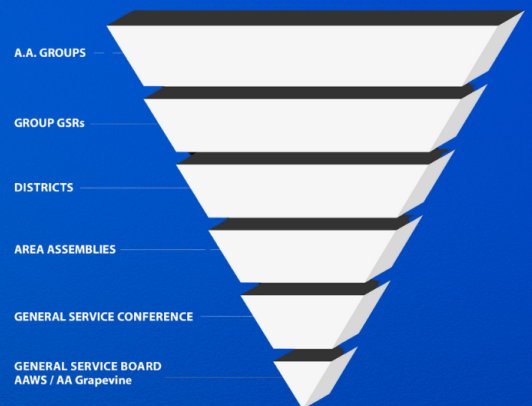 A.A. GROUPS
GROUP GSRs
DISTRICTS
AREA ASSEMBLIES
GENERAL SERVICE CONFERENCE
GENERAL SERVICE BOARD
AAWS / AA Grapevine